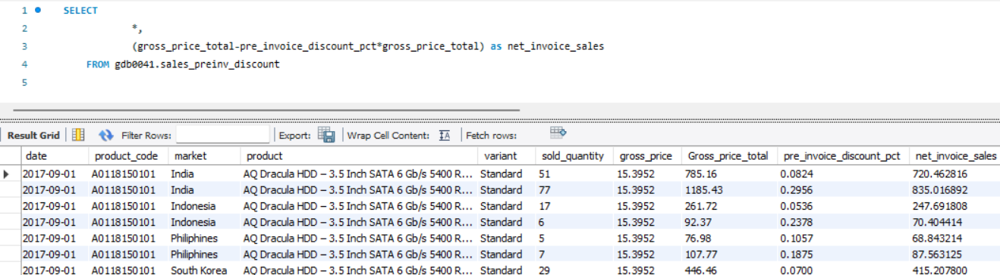 1 SELECT
2 *,
3 (gross_price_total-pre_invoice_discount_pct*gross_price_total) as net_invoice_sales
4 FROM gdb0041.sales_preinv_discount
5
Result Grid Filter Rows: Export: Wrap Cell Content: IA Fetch rows:
date product_code market product variant sold_quantity gross_price Gross_price_total pre_invoice_discount_pct net_invoice_sales
2017-09-01 A0118150101 India AQ Dracula HDD – 3.5 Inch SATA 6 Gb/s 5400 R... Standard 51 15.3952 785.16 0.0824 720.462816
2017-09-01 A0118150101 India AQ Dracula HDD – 3.5 Inch SATA 6 Gb/s 5400 R... Standard 77 15.3952 1185.43 0.2956 835.016892
2017-09-01 A0118150101 Indonesia AQ Dracula HDD – 3.5 Inch SATA 6 Gb/s 5400 R... Standard 17 15.3952 261.72 0.0536 247.691808
2017-09-01 A0118150101 Indonesia AQ Dracula HDD – 3.5 Inch SATA 6 Gb/s 5400 R... Standard 6 15.3952 92.37 0.2378 70.404414
2017-09-01 A0118150101 Philiphines AQ Dracula HDD – 3.5 Inch SATA 6 Gb/s 5400 R... Standard 5 15.3952 76.98 0.1057 68.843214
2017-09-01 A0118150101 Philiphines AQ Dracula HDD – 3.5 Inch SATA 6 Gb/s 5400 R... Standard 7 15.3952 107.77 0.1875 87.563125
2017-09-01 A0118150101 South Korea AQ Dracula HDD – 3.5 Inch SATA 6 Gb/s 5400 R... Standard 29 15.3952 446.46 0.0700 415.207800